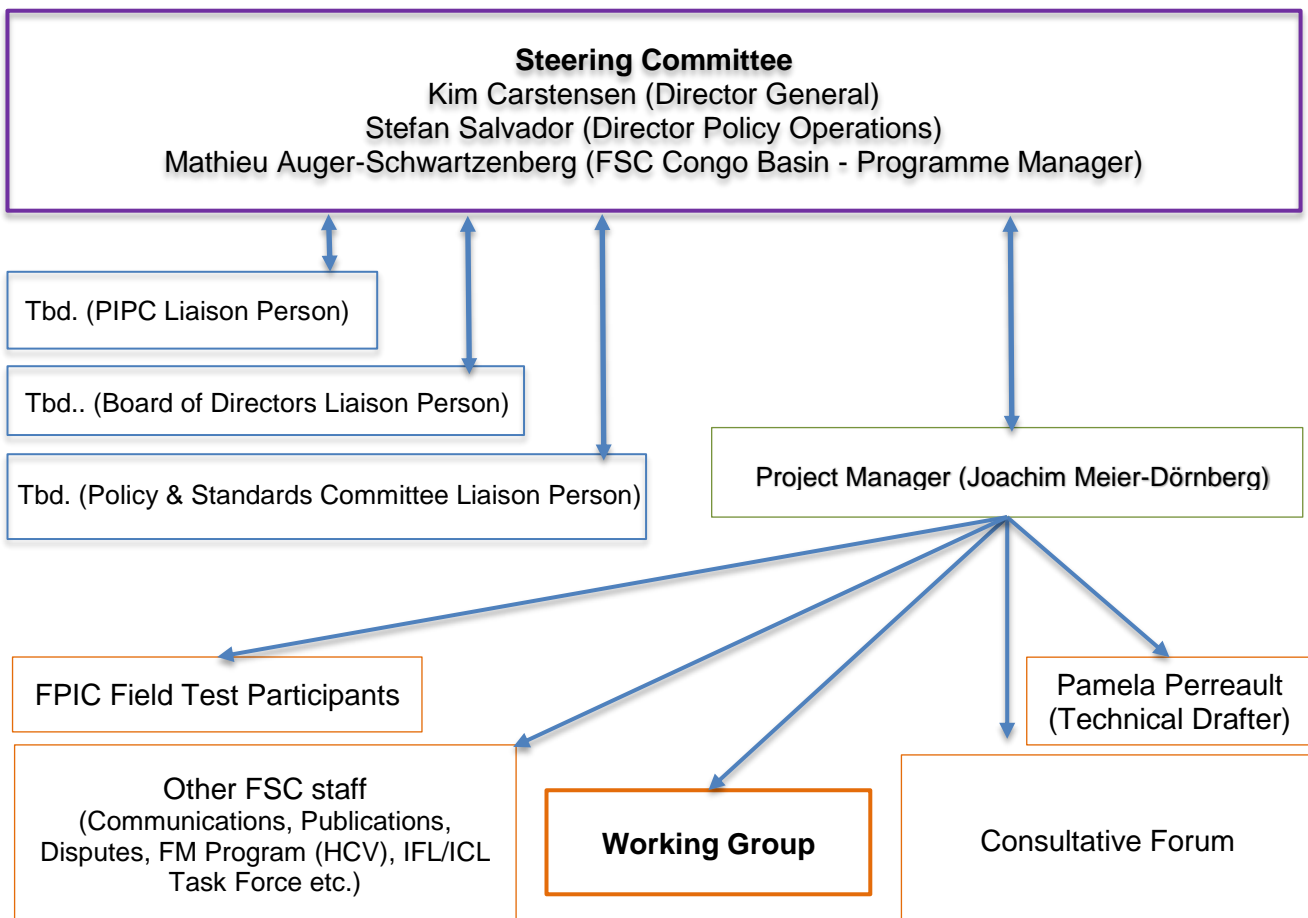 Steering Committee
Kim Carstensen (Director General)
Stefan Salvador (Director Policy Operations)
Mathieu Auger-Schwartzenberg (FSC Congo Basin - Programme Manager)
Tbd. (PIPC Liaison Person)
Tbd.. (Board of Directors Liaison Person)
Tbd. (Policy & Standards Committee Liaison Person)
Project Manager (Joachim Meier-Dörnberg)
FPIC Field Test Participants
Pamela Perreault
(Technical Drafter)
Other FSC staff
(Communications, Publications,
Disputes, FM Program (HCV), IFL/ICL
Task Force etc.)
Working Group
Consultative Forum